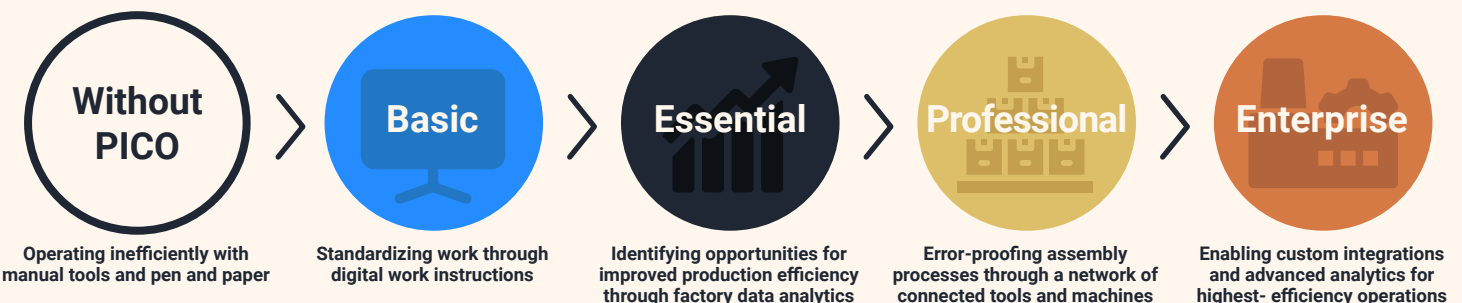 Without
PICO
Basic
Essential
Professional
Enterprise
Operating inefficiently with
manual tools and pen and paper
Standardizing work through
digital work instructions
Identifying opportunities for
improved production efficiency
through factory data analytics
Error-proofing assembly
processes through a network of
connected tools and machines
Enabling custom integrations
and advanced analytics for
highest- efficiency operations